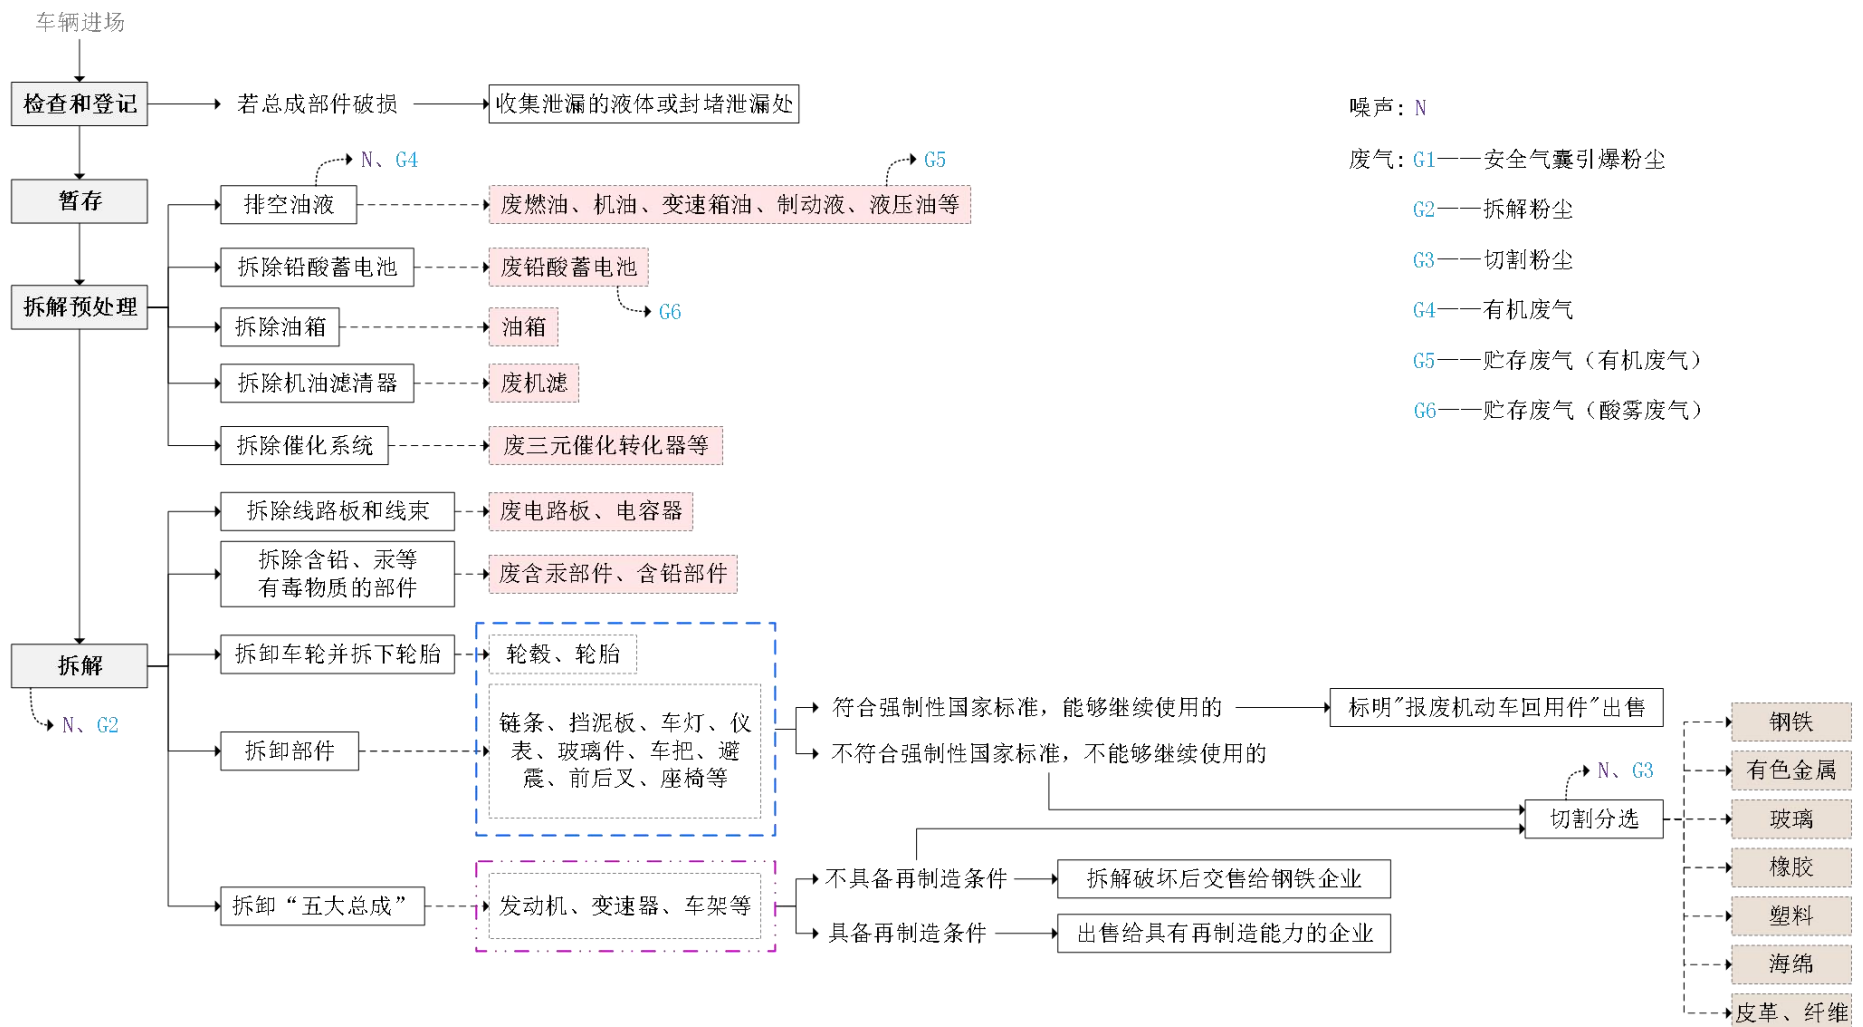 车辆进场
检查和登记
若总成部件破损
收集泄漏的液体或封堵泄漏处
噪声: N
N、G4
G5
废气: G1——安全气囊引爆粉尘
暂存
排空油液
废燃油、机油、变速箱油、制动液、液压油等
G2——拆解粉尘
拆除铅酸蓄电池
废铅酸蓄电池
G3——切割粉尘
拆解预处理
G6
G4——有机废气
拆除油箱
油箱
G5——贮存废气（有机废气）
拆除机油滤清器
废机滤
G6——贮存废气（酸雾废气）
拆除催化系统
废三元催化转化器等
拆除线路板和线束
废电路板、电容器
拆除含铅、汞等
有毒物质的部件
废含汞部件、含铅部件
拆解
N、G2
拆卸车轮并拆下轮胎
轮毂、轮胎
拆卸部件
链条、挡泥板、车灯、仪
表、玻璃件、车把、避
震、前后叉、座椅等
符合强制性国家标准，能够继续使用的
标明"报废机动车回用件"出售
不符合强制性国家标准，不能够继续使用的
N、G3
切割分选
拆卸“五大总成”
发动机、变速器、车架等
不具备再制造条件
拆解破坏后交售给钢铁企业
具备再制造条件
出售给具有再制造能力的企业
钢铁
有色金属
玻璃
橡胶
塑料
海绵
皮革、纤维